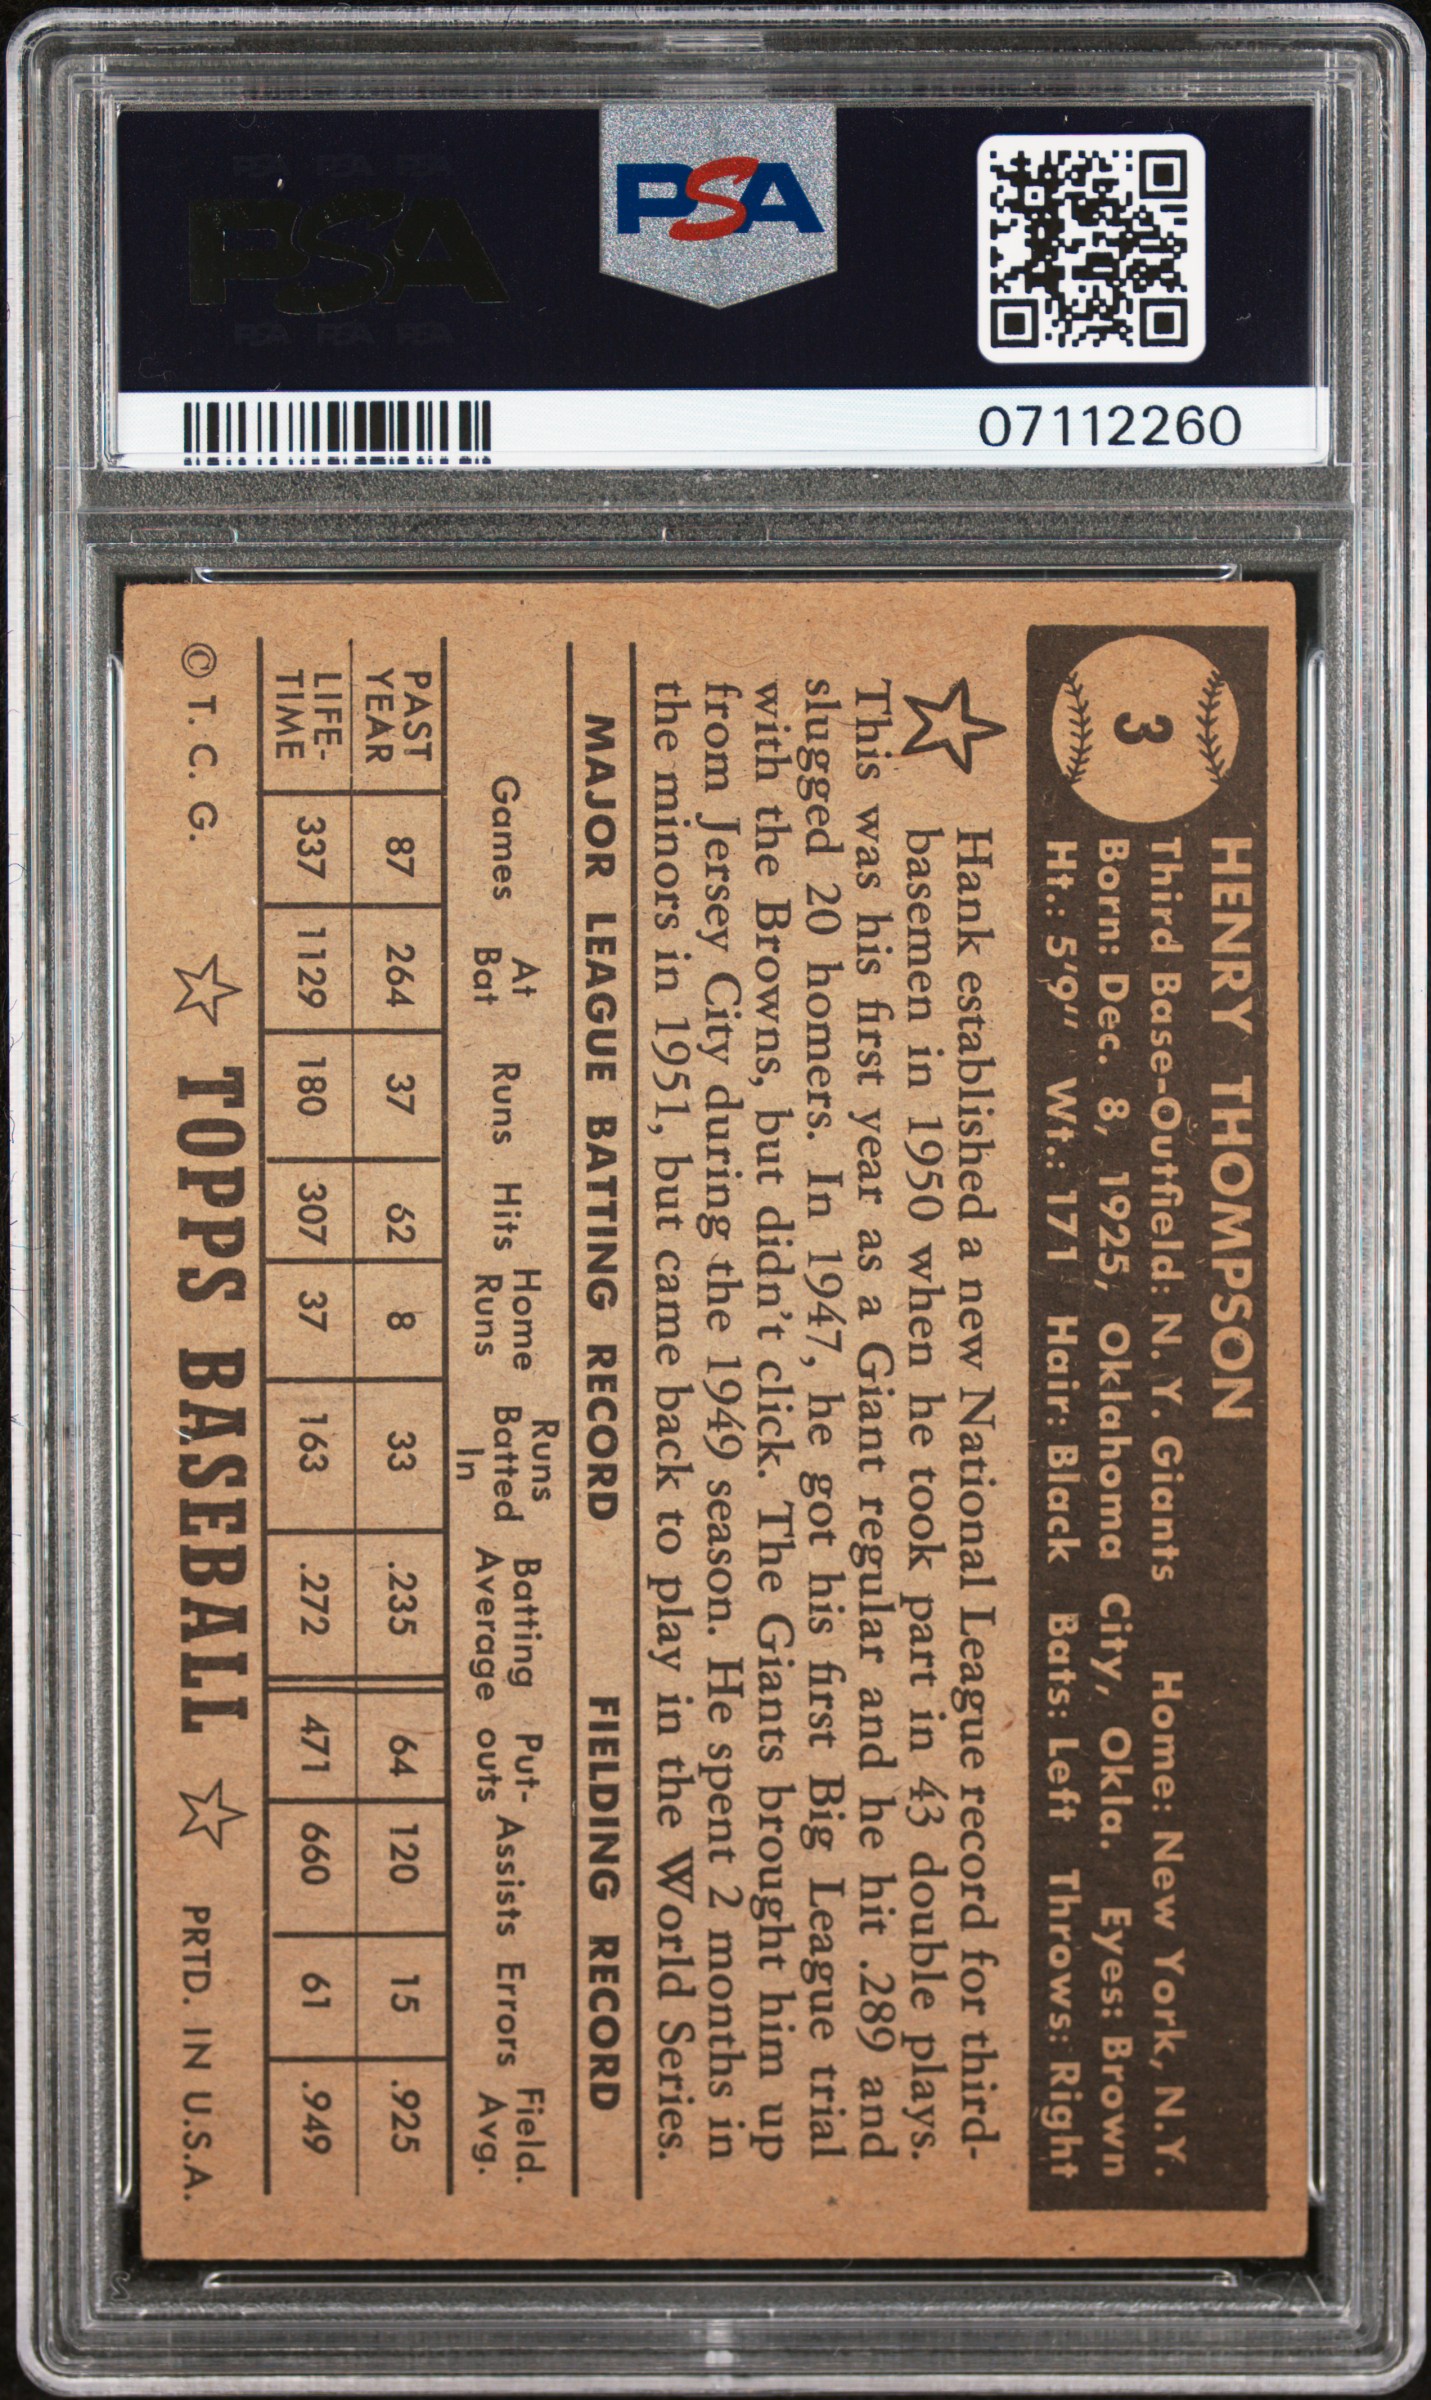 PSA PSA PSA
PSA
PSA PSA PSA
PSA
07112260
3
HENRY THOMPSON
Third Base-Outfield: N. Y. Giants Home: New York, N.Y.
Born: Dec. 8, 1925, Oklahoma City, Okla. Eyes: Brown
Ht.: 5'9" Wt.: 171 Hair: Black Bats: Left Throws: Right
Hank established a new National League record for third-
basemen in 1950 when he took part in 43 double plays.
This was his first year as a Giant regular and he hit .289 and
slugged 20 homers. In 1947, he got his first Big League trial
with the Browns, but didn't click. The Giants brought him up
from Jersey City during the 1949 season. He spent 2 months in
the minors in 1951, but came back to play in the World Series.
MAJOR LEAGUE BATTING RECORD FIELDING RECORD
Games At Bat Runs Hits Home Runs Runs Batted In Batting Average Put-outs Assists Errors Field. Avg.
PAST YEAR 87 264 37 62 8 33 .235 64 120 15 .925
LIFE-TIME 337 1129 180 307 37 163 .272 471 660 61 .949
© T. C. G. ☆ TOPPS BASEBALL ☆ PRTD. IN U.S.A.